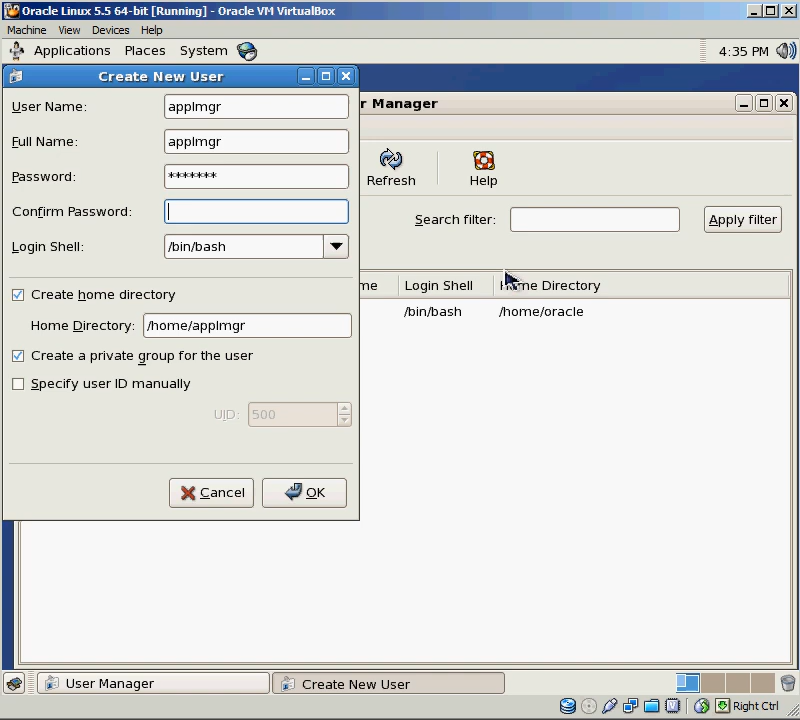 Oracle Linux 5.5 64-bit [Running] - Oracle VM VirtualBox
Machine View Devices Help
Applications Places System 4:35 PM
Create New User
r Manager
User Name: applmgr
Full Name: applmgr
Password: *******
Refresh Help
Confirm Password:
Search filter: Apply filter
Login Shell: /bin/bash
me Login Shell Home Directory
Create home directory
/bin/bash /home/oracle
Home Directory: /home/applmgr
Create a private group for the user
Specify user ID manually
UID: 500
Cancel OK
User Manager Create New User
Right Ctrl